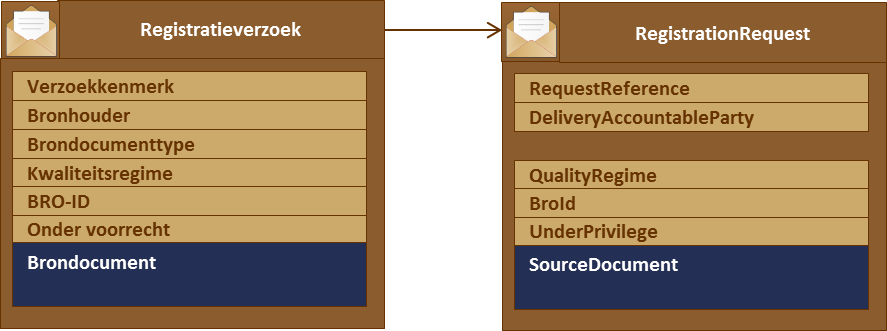 Registratieverzoek
Verzoekkenmerk
Bronhouder
Brondocumenttype
Kwaliteitsregime
BRO-ID
Onder voorrecht
Brondocument
RegistrationRequest
RequestReference
DeliveryAccountableParty
QualityRegime
BroId
UnderPrivilege
SourceDocument